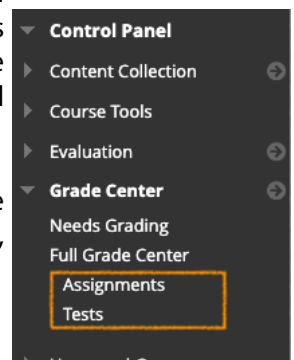 Control Panel
Content Collection
Course Tools
Evaluation
Grade Center
Needs Grading
Full Grade Center
Assignments
Tests